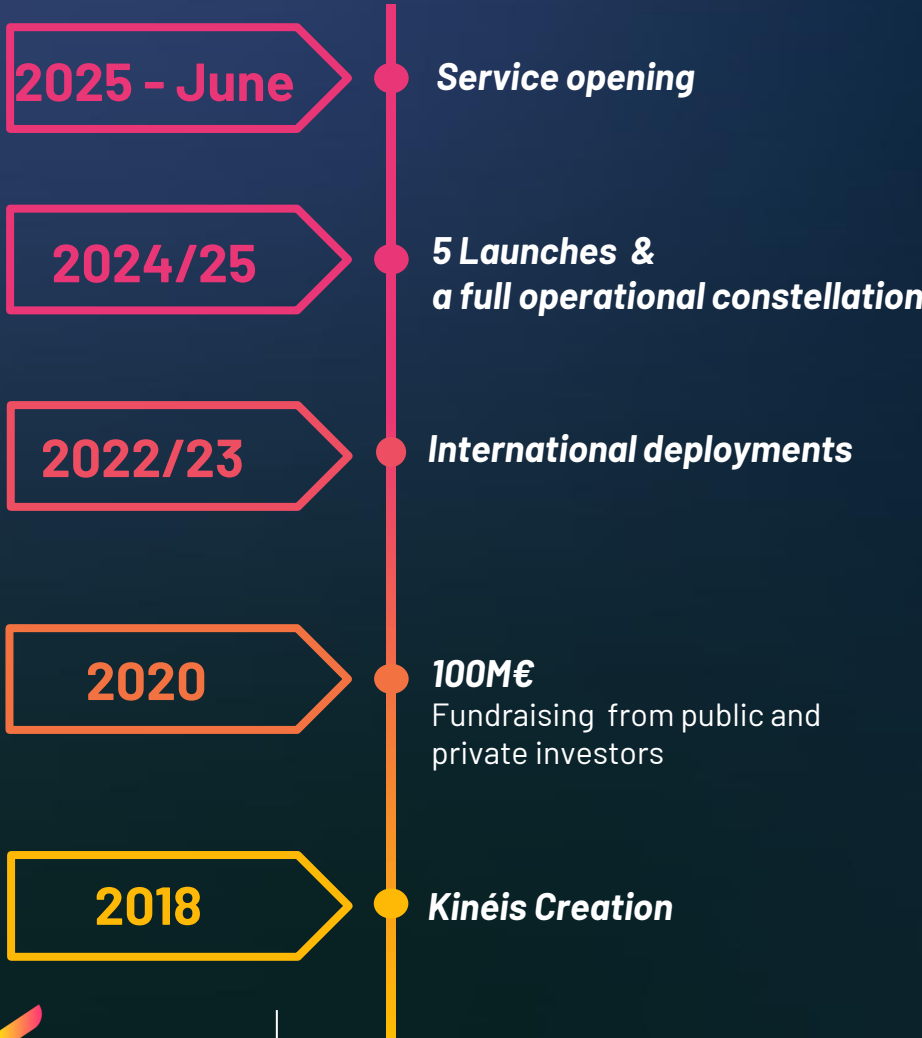 2025 - June
Service opening
2024/25
5 Launches &
a full operational constellation
2022/23
International deployments
2020
100M€
Fundraising from public and
private investors
2018
Kinéis Creation